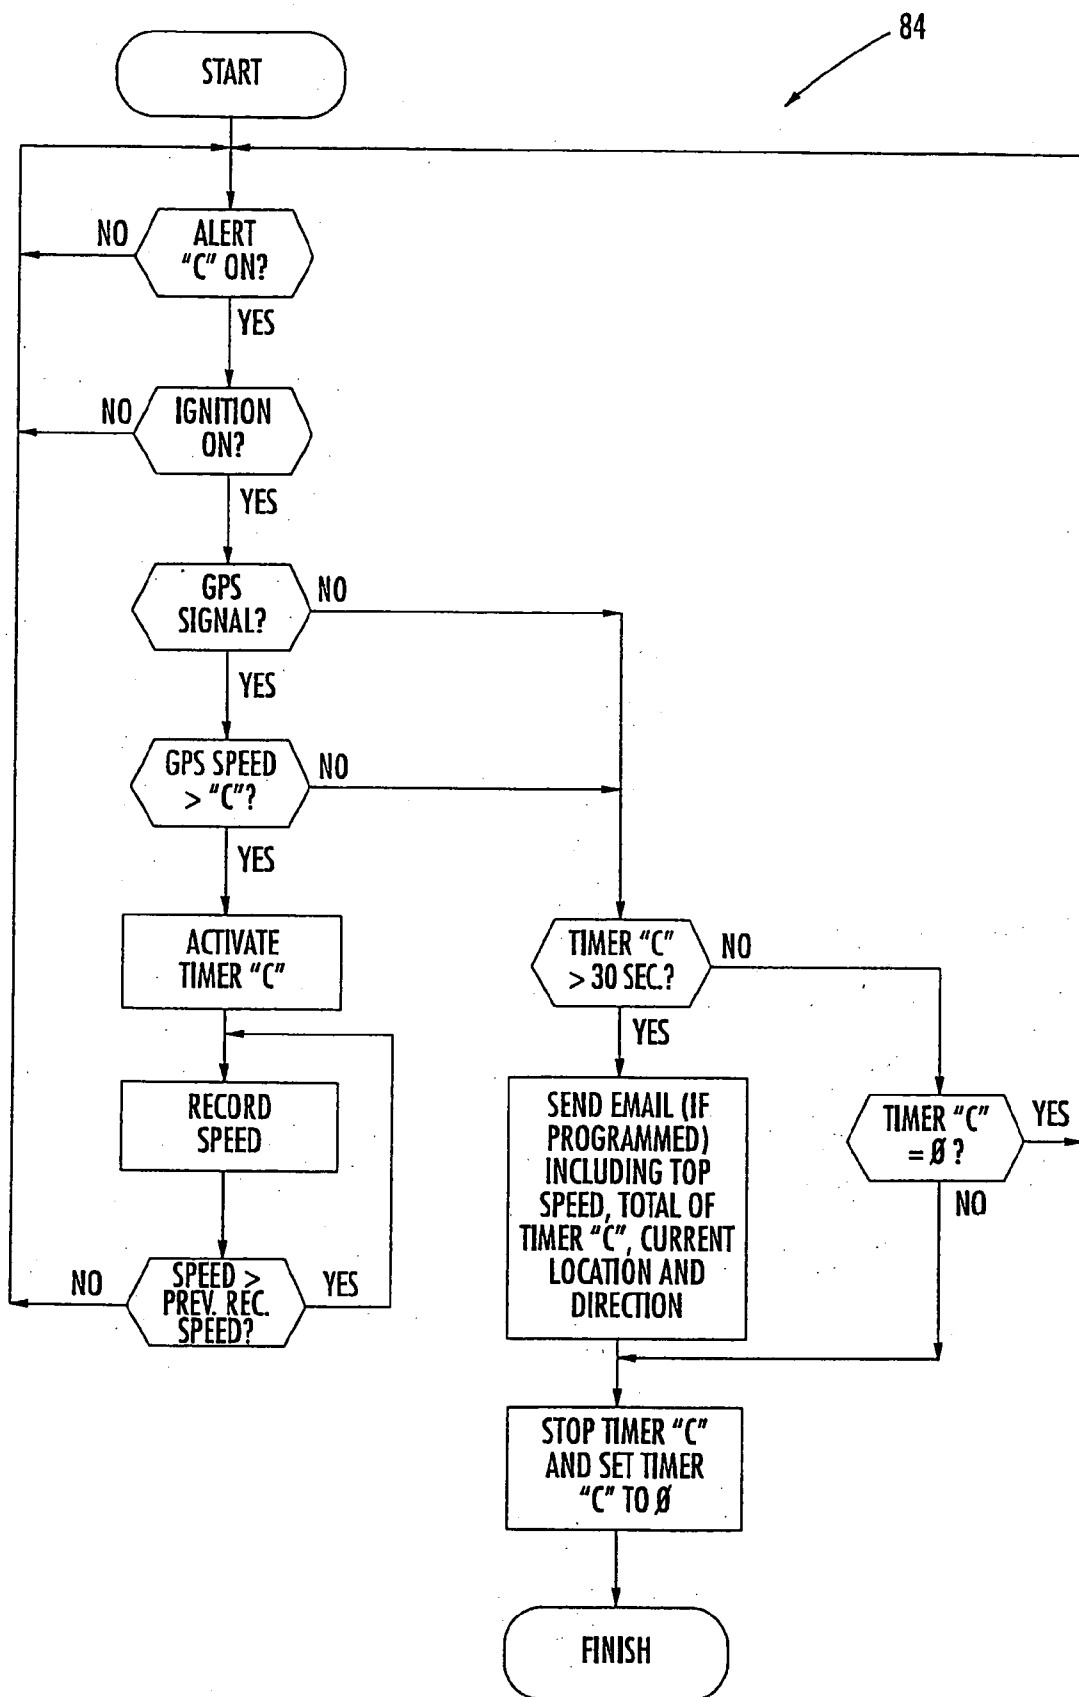 84
START
NO
ALERT
"C" ON?
YES
NO
IGNITION
ON?
YES
GPS
SIGNAL?
NO
YES
GPS SPEED
> "C"?
NO
YES
ACTIVATE
TIMER "C"
RECORD
SPEED
NO
SPEED >
PREV. REC.
SPEED?
YES
TIMER "C"
> 30 SEC.?
NO
YES
SEND EMAIL (IF
PROGRAMMED)
INCLUDING TOP
SPEED, TOTAL OF
TIMER "C", CURRENT
LOCATION AND
DIRECTION
TIMER "C"
= Ø ?
YES
NO
STOP TIMER "C"
AND SET TIMER
"C" TO Ø
FINISH